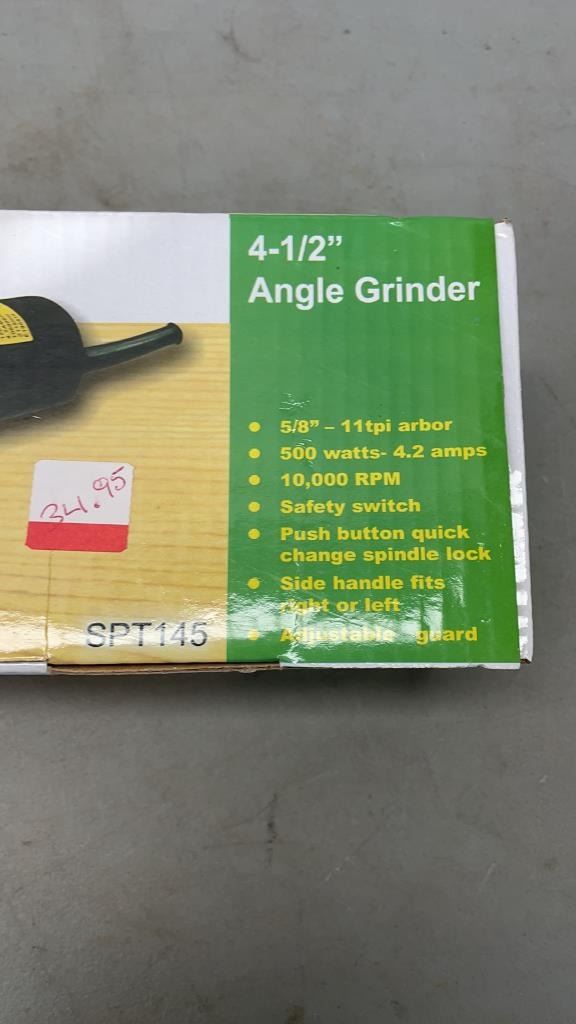 4-1/2”
Angle Grinder
● 5/8” – 11tpi arbor
● 500 watts- 4.2 amps
● 10,000 RPM
● Safety switch
● Push button quick
change spindle lock
● Side handle fits
right or left
● Adjustable guard
34.95
SPT145